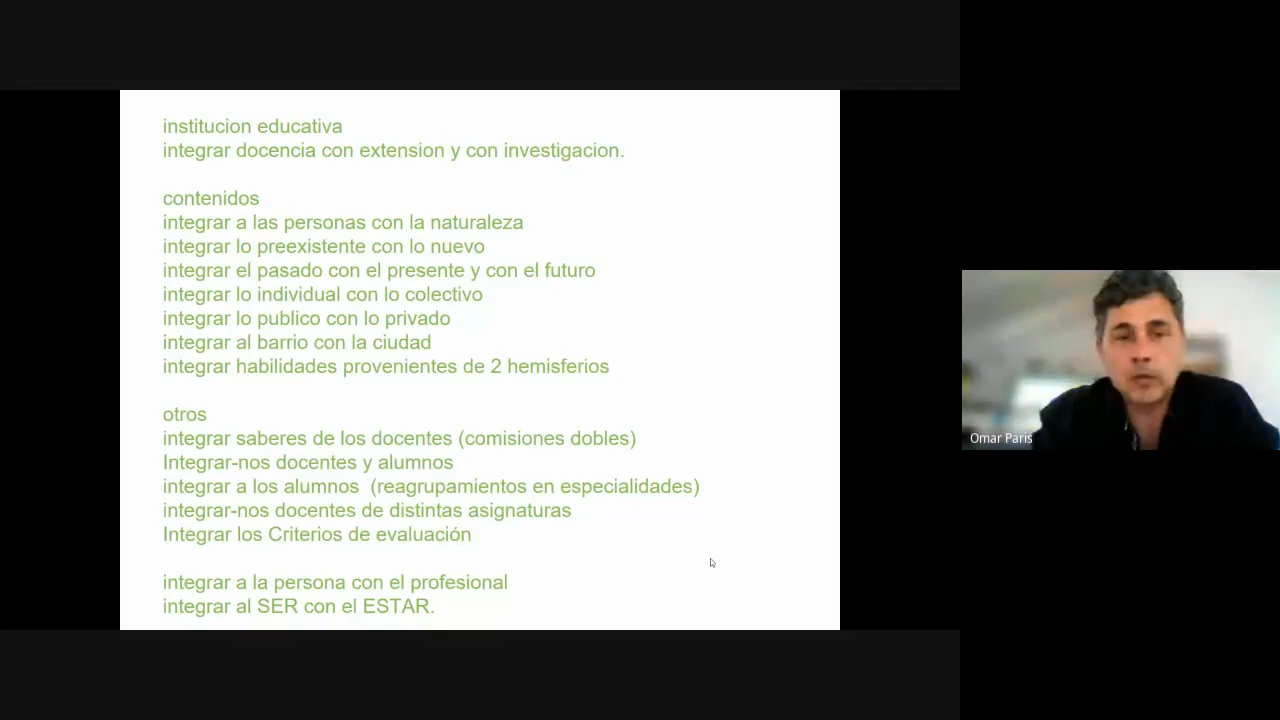 institucion educativa
integrar docencia con extension y con investigacion.
contenidos
integrar a las personas con la naturaleza
integrar lo preexistente con lo nuevo
integrar el pasado con el presente y con el futuro
integrar lo individual con lo colectivo
integrar lo publico con lo privado
integrar al barrio con la ciudad
integrar habilidades provenientes de 2 hemisferios
otros
integrar saberes de los docentes (comisiones dobles)
Integrar-nos docentes y alumnos
integrar a los alumnos  (reagrupamientos en especialidades)
integrar-nos docentes de distintas asignaturas
Integrar los Criterios de evaluación
integrar a la persona con el profesional
integrar al SER con el ESTAR.
Omar Paris